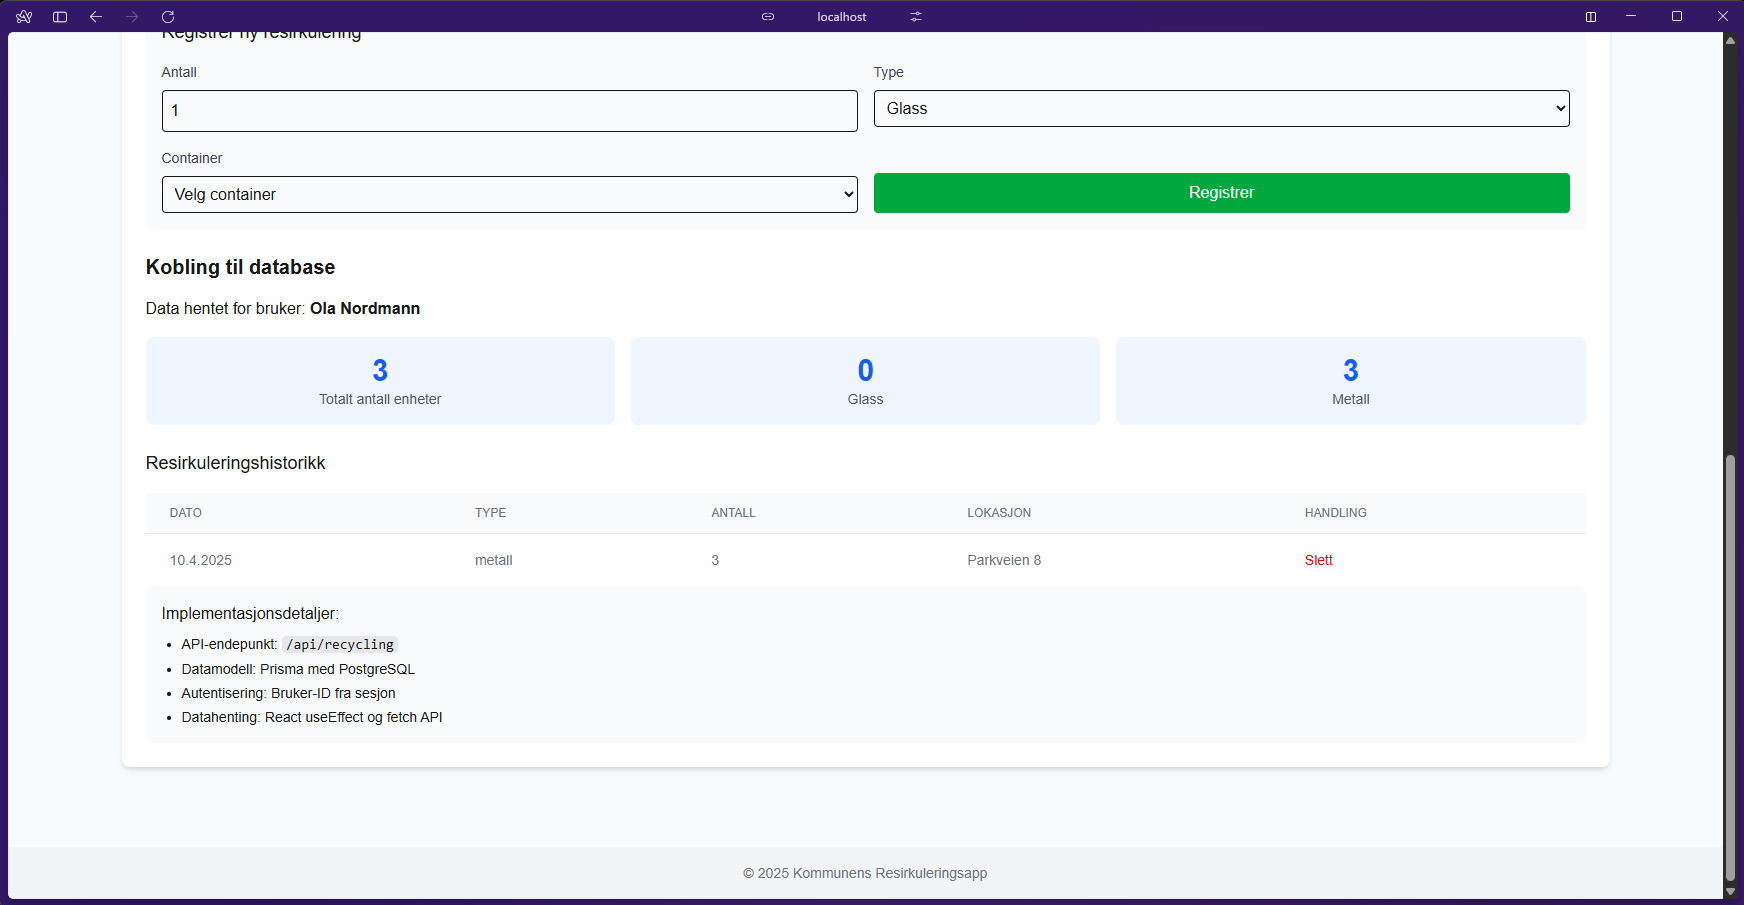 localhost
Registrer ny resirkulering
Antall
Type
1
Glass
Container
Velg container
Registrer
Kobling til database
Data hentet for bruker: Ola Nordmann
3
Totalt antall enheter
0
Glass
3
Metall
Resirkuleringshistorikk
DATO TYPE ANTALL LOKASJON HANDLING
10.4.2025 metall 3 Parkveien 8 Slett
Implementasjonsdetaljer:
• API-endepunkt: /api/recycling
• Datamodell: Prisma med PostgreSQL
• Autentisering: Bruker-ID fra sesjon
• Datahenting: React useEffect og fetch API
© 2025 Kommunens Resirkuleringsapp